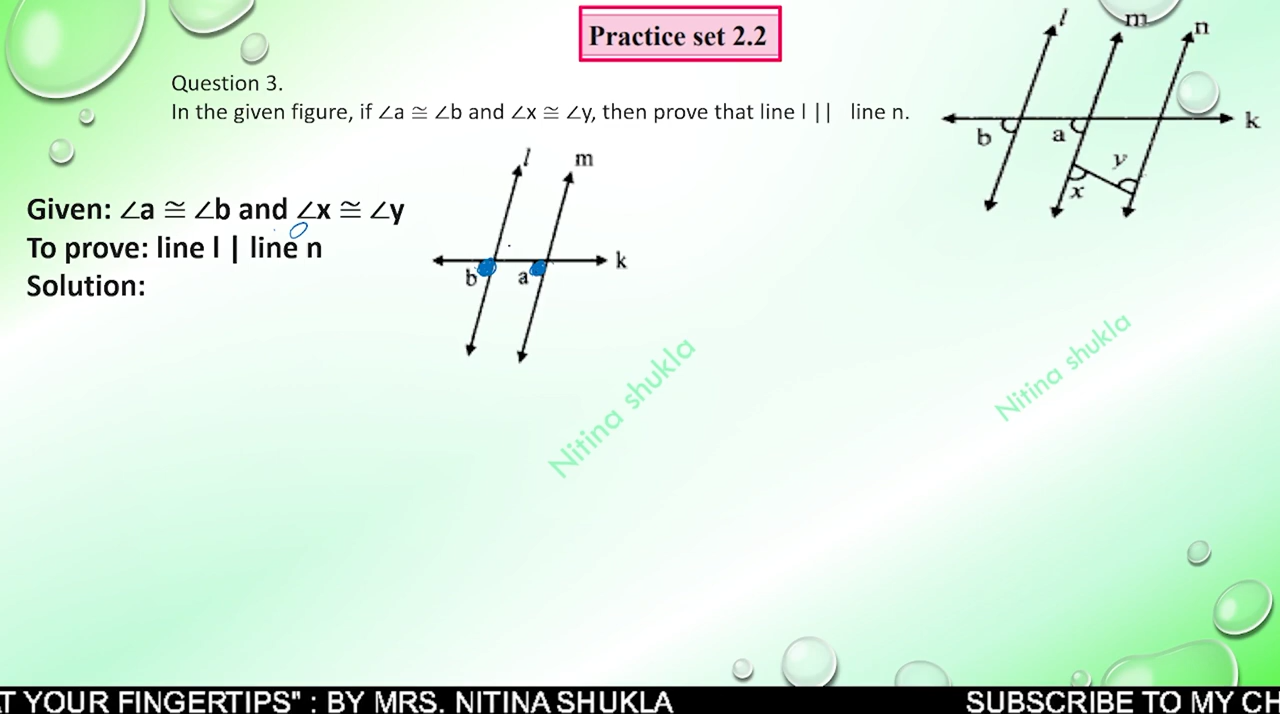 Practice set 2.2
Question 3.
In the given figure, if ∠a ≅ ∠b and ∠x ≅ ∠y, then prove that line l || line n.
l m n
k
b a
y
x
Given: ∠a ≅ ∠b and ∠x ≅ ∠y
To prove: line l | line n
Solution:
l m
k
b a
Nitina shukla
Nitina shukla
T YOUR FINGERTIPS" : BY MRS. NITINA SHUKLA SUBSCRIBE TO MY CH